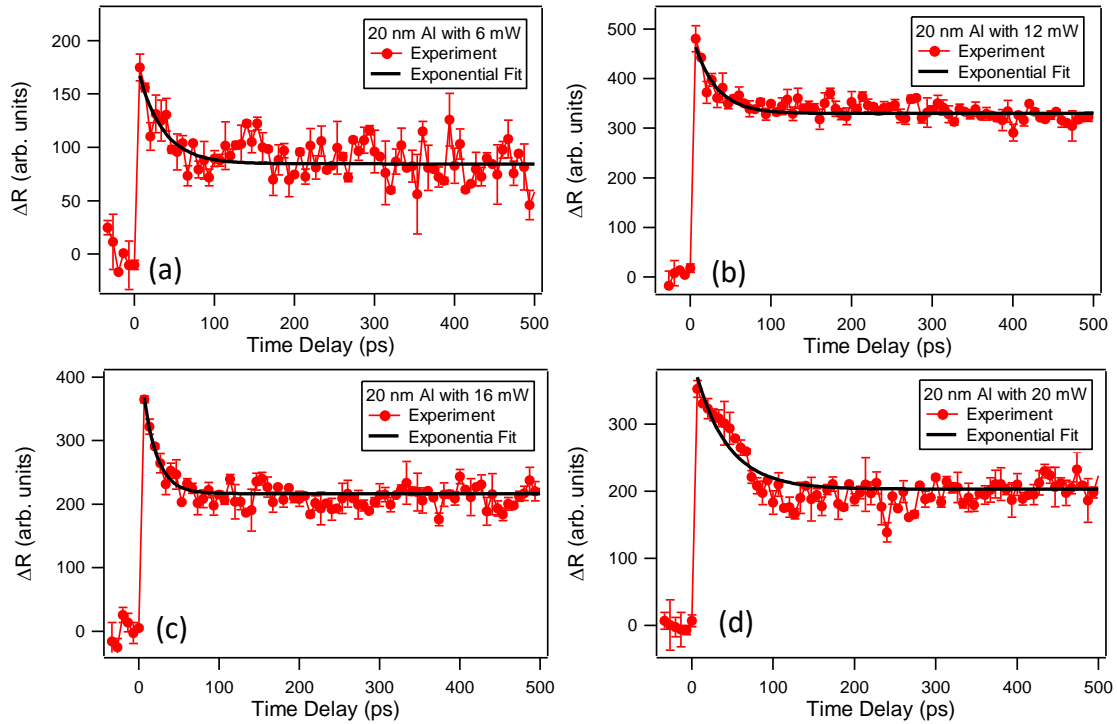 20 nm Al with 6 mW
Experiment
Exponential Fit
200
150
100
50
0
ΔR (arb. units)
(a)
0 100 200 300 400 500
Time Delay (ps)
20 nm Al with 12 mW
Experiment
Exponential Fit
500
400
300
200
100
0
ΔR (arb. units)
(b)
0 100 200 300 400 500
Time Delay (ps)
20 nm Al with 16 mW
Experiment
Exponentia Fit
400
300
200
100
0
ΔR (arb. units)
(c)
0 100 200 300 400 500
Time Delay (ps)
20 nm Al with 20 mW
Experiment
Exponential Fit
300
200
100
0
ΔR (arb. units)
(d)
0 100 200 300 400 500
Time Delay (ps)